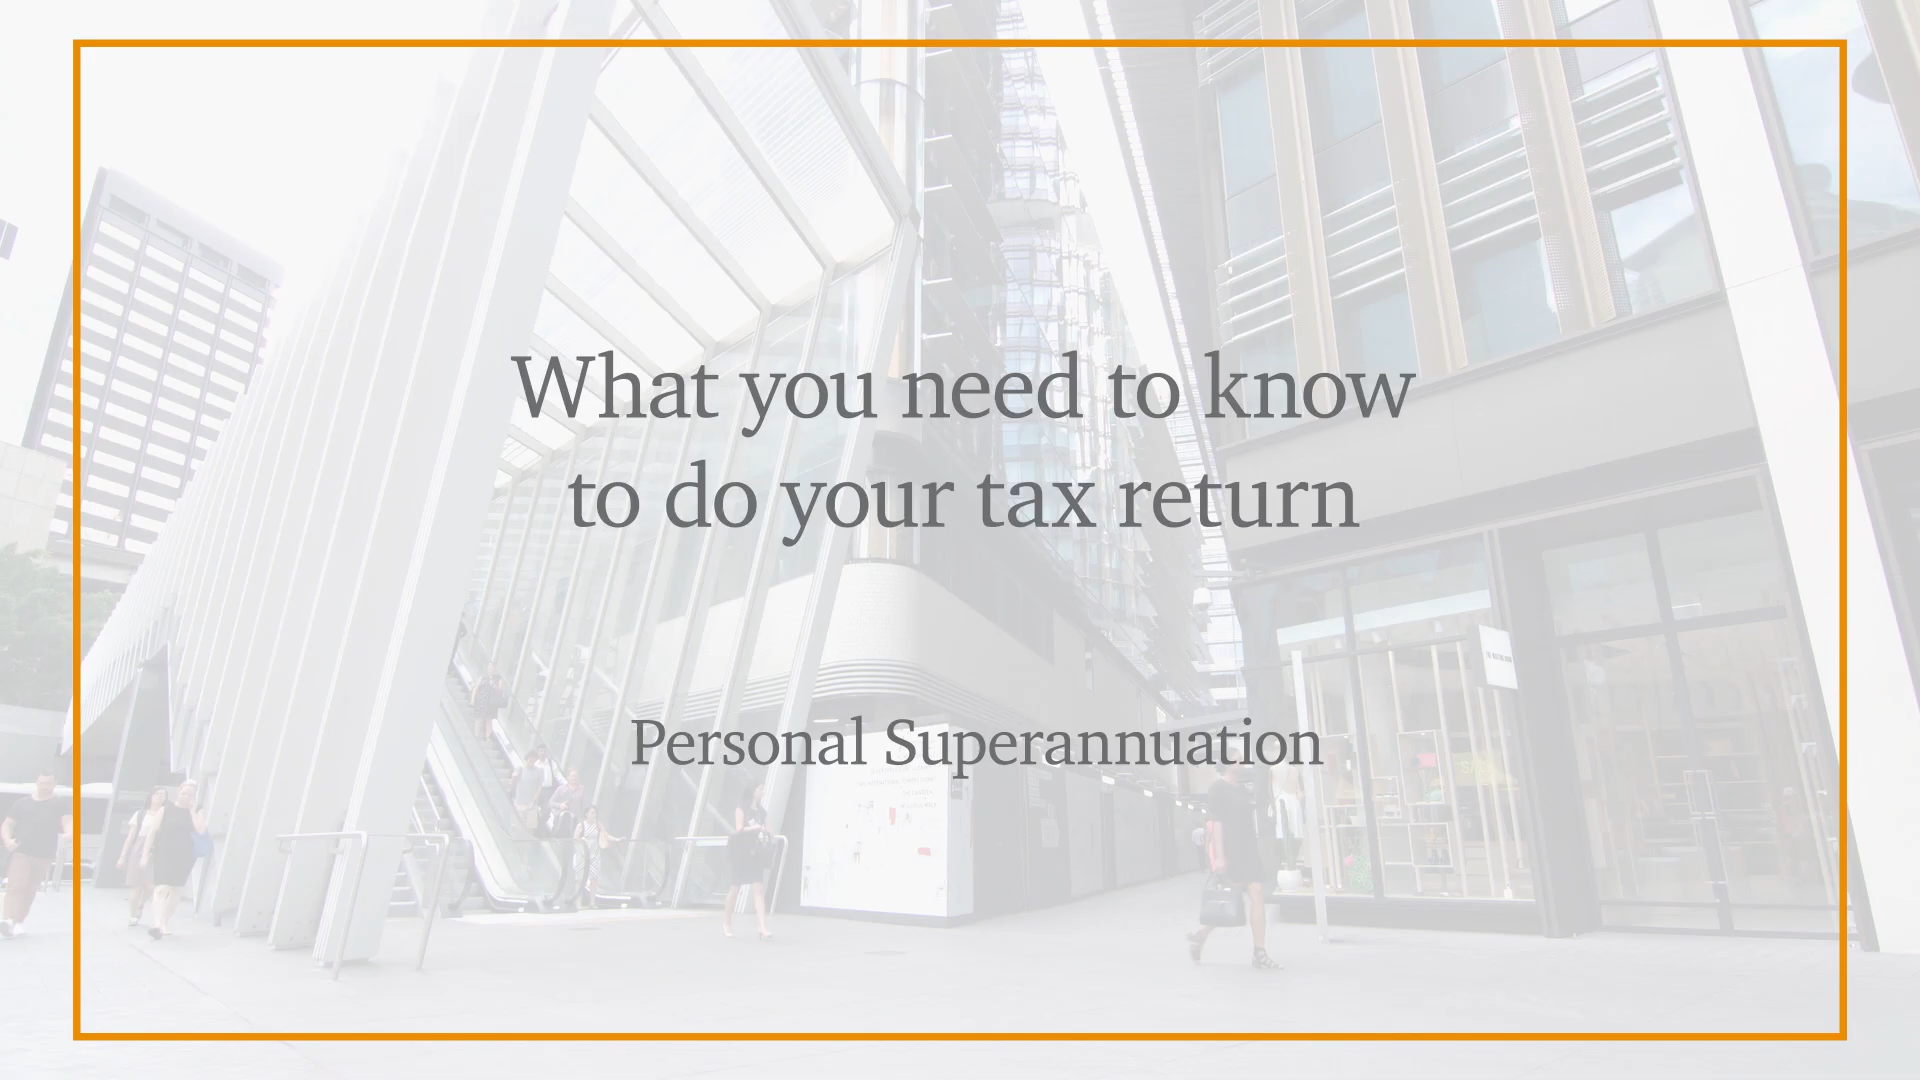 What you need to know
to do your tax return
Personal Superannuation